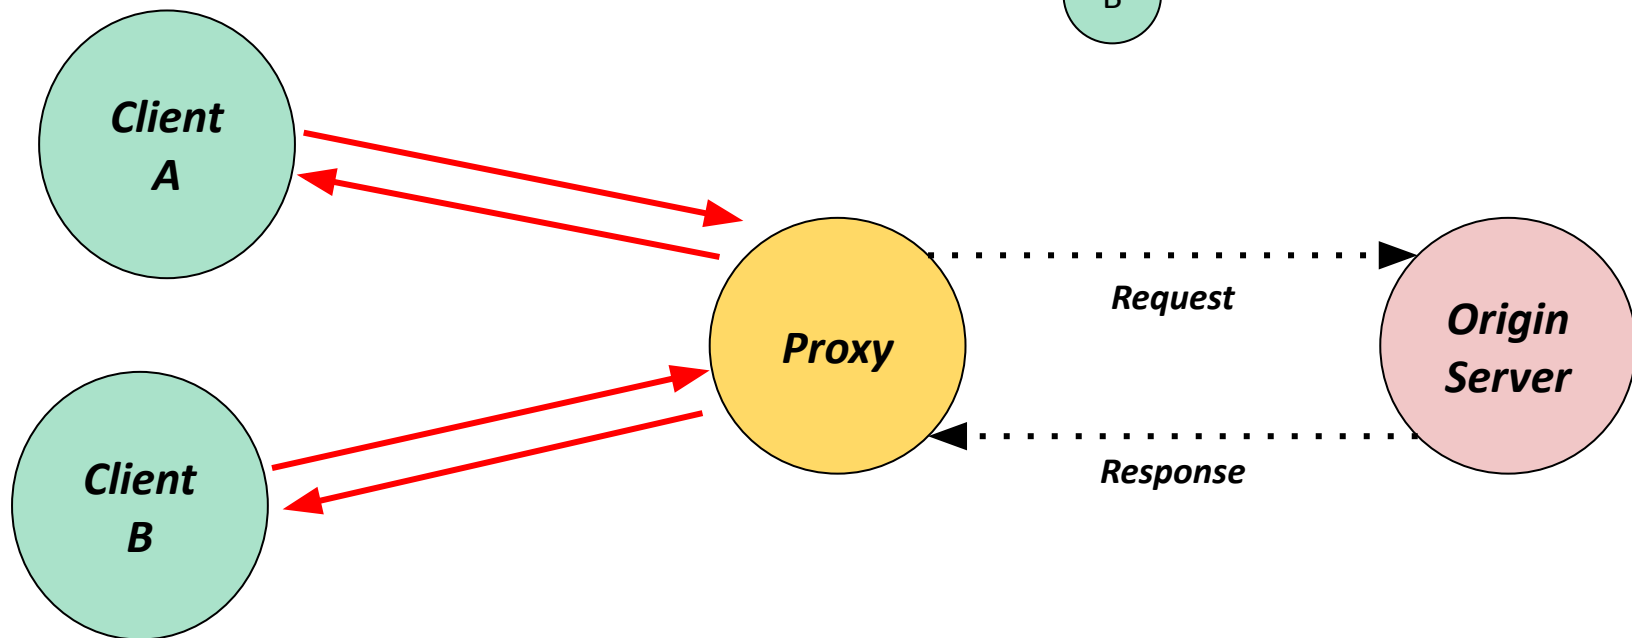 B
Client
A
Proxy
Request
Origin
Server
Response
Client
B